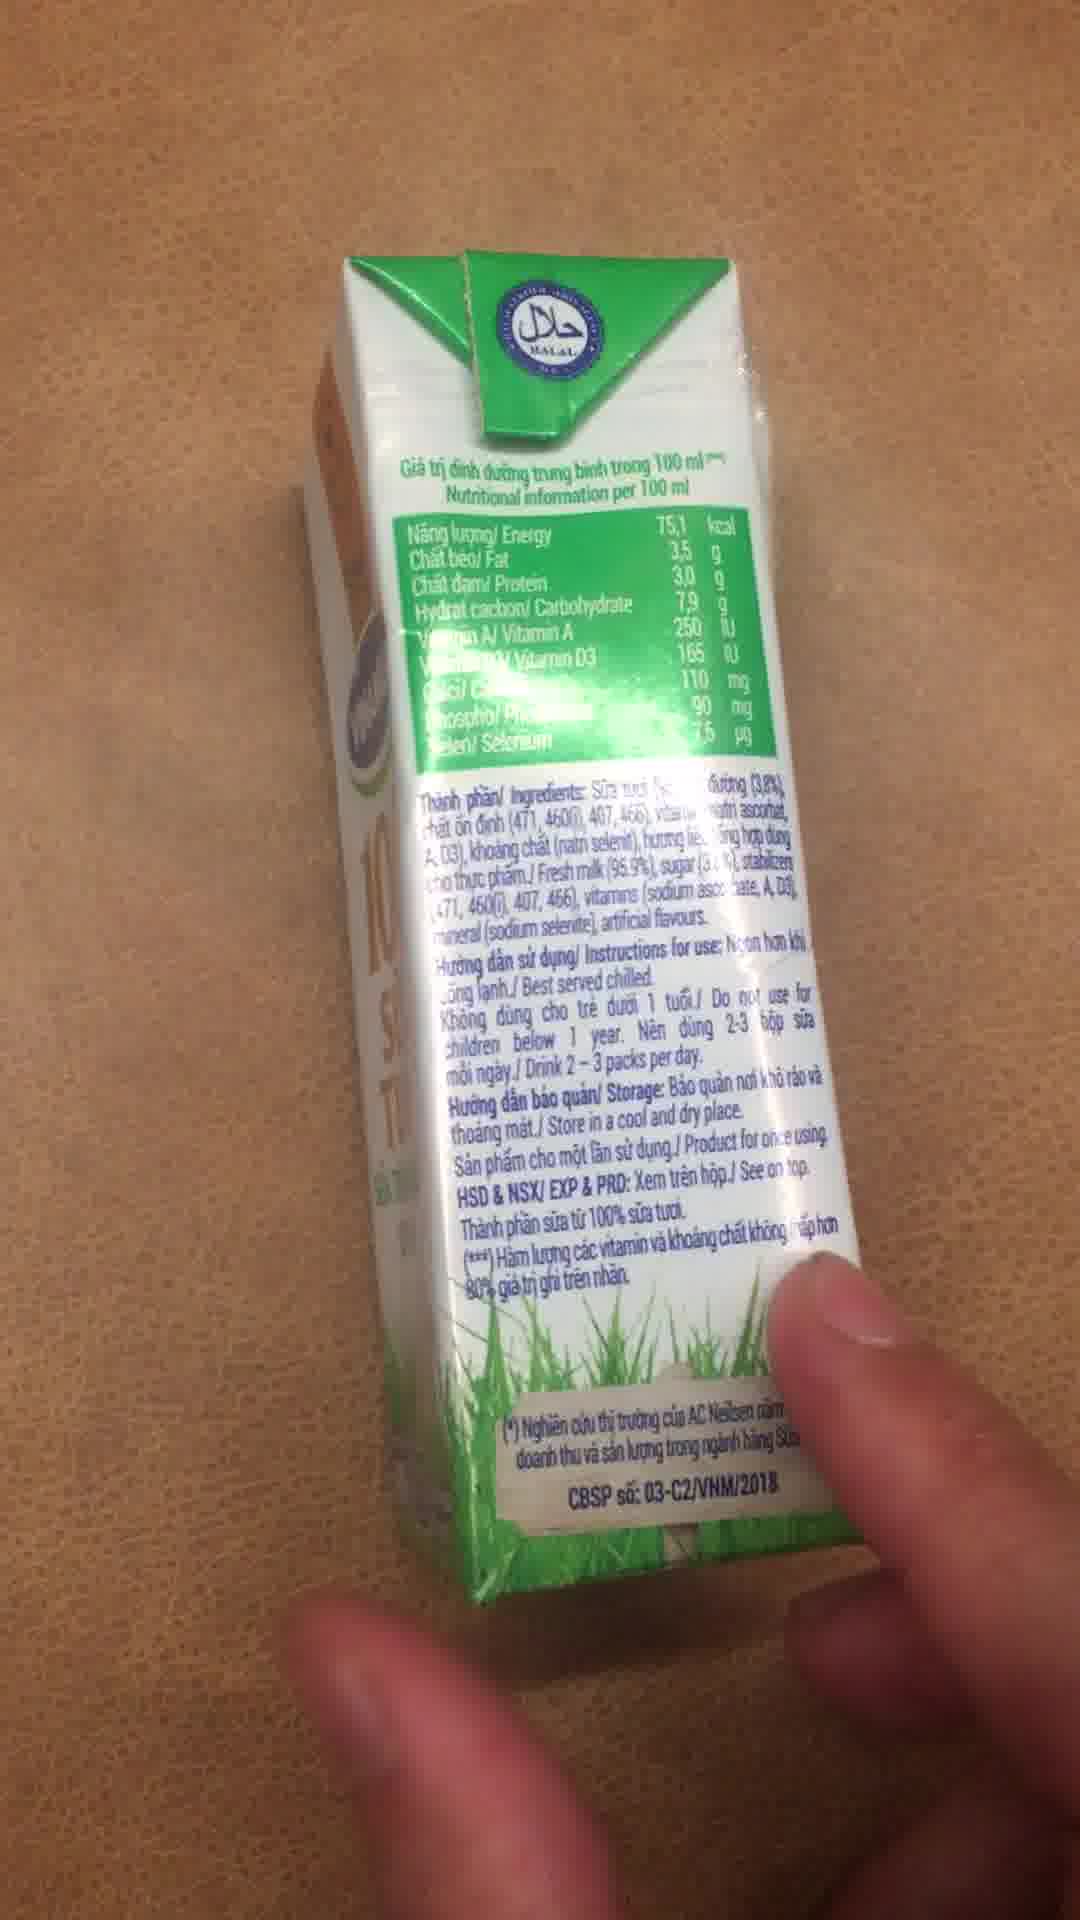 حلال
HALAL
Giá trị dinh dưỡng trung bình trong 100 ml (***)
Nutritional information per 100 ml
Năng lượng/ Energy 75,1 kcal
Chất béo/ Fat 3,5 g
Chất đạm/ Protein 3,0 g
Hydrat cacbon/ Carbohydrate 7,9 g
A/ Vitamin A 250 IU
Vitamin D3 165 IU
110 mg
90 mg
Selenium 7,6 µg
Thành phần/ Ingredients: Sữa tươi đường (3,8%),
chất ổn định (471, 460(i), 407, 466), natri ascorbat,
A, D3), khoáng chất (natri selenit), hương hợp dùng
cho thực phẩm./ Fresh milk (95.9%), sugar stabilizers
(471, 460(i), 407, 466), vitamins (sodium A, D3),
mineral (sodium selenite), artificial flavours.
Hướng dẫn sử dụng/ Instructions for use: Ngon hơn khi
uống lạnh./ Best served chilled.
Không dùng cho trẻ dưới 1 tuổi./ Do not use for
children below 1 year. Nên dùng 2-3 hộp sữa
mỗi ngày./ Drink 2 – 3 packs per day.
Hướng dẫn bảo quản/ Storage: Bảo quản nơi khô ráo và
thoáng mát./ Store in a cool and dry place.
Sản phẩm cho một lần sử dụng./ Product for once using.
HSD & NSX/ EXP & PRD: Xem trên hộp./ See on top.
Thành phần sữa từ 100% sữa tươi.
(***) Hàm lượng các vitamin và khoáng chất không thấp hơn
80% giá trị ghi trên nhãn.
(*) Nghiên cứu thị trường của AC Neilsen năm
doanh thu và sản lượng trong ngành hàng Sữa
CBSP số: 03-C2/VNM/2018